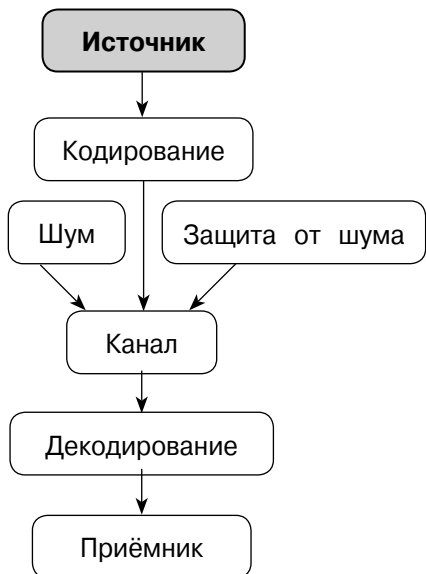 Источник
Кодирование
Шум
Защита от шума
Канал
Декодирование
Приёмник